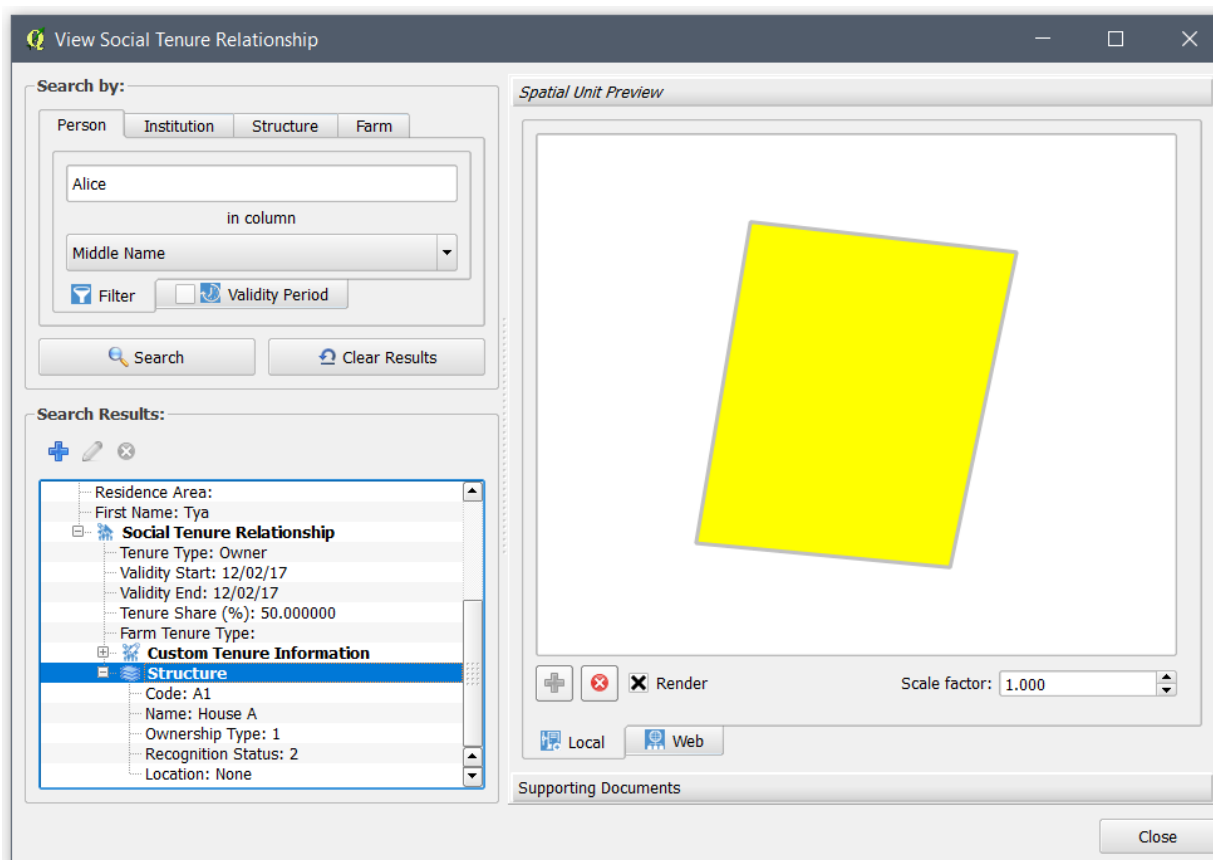 View Social Tenure Relationship
Search by:
Person Institution Structure Farm
Alice
in column
Middle Name
Filter Validity Period
Search Clear Results
Search Results:
Residence Area:
First Name: Tya
Social Tenure Relationship
Tenure Type: Owner
Validity Start: 12/02/17
Validity End: 12/02/17
Tenure Share (%): 50.000000
Farm Tenure Type:
Custom Tenure Information
Structure
Code: A1
Name: House A
Ownership Type: 1
Recognition Status: 2
Location: None
Spatial Unit Preview
Render Scale factor: 1.000
Local Web
Supporting Documents
Close